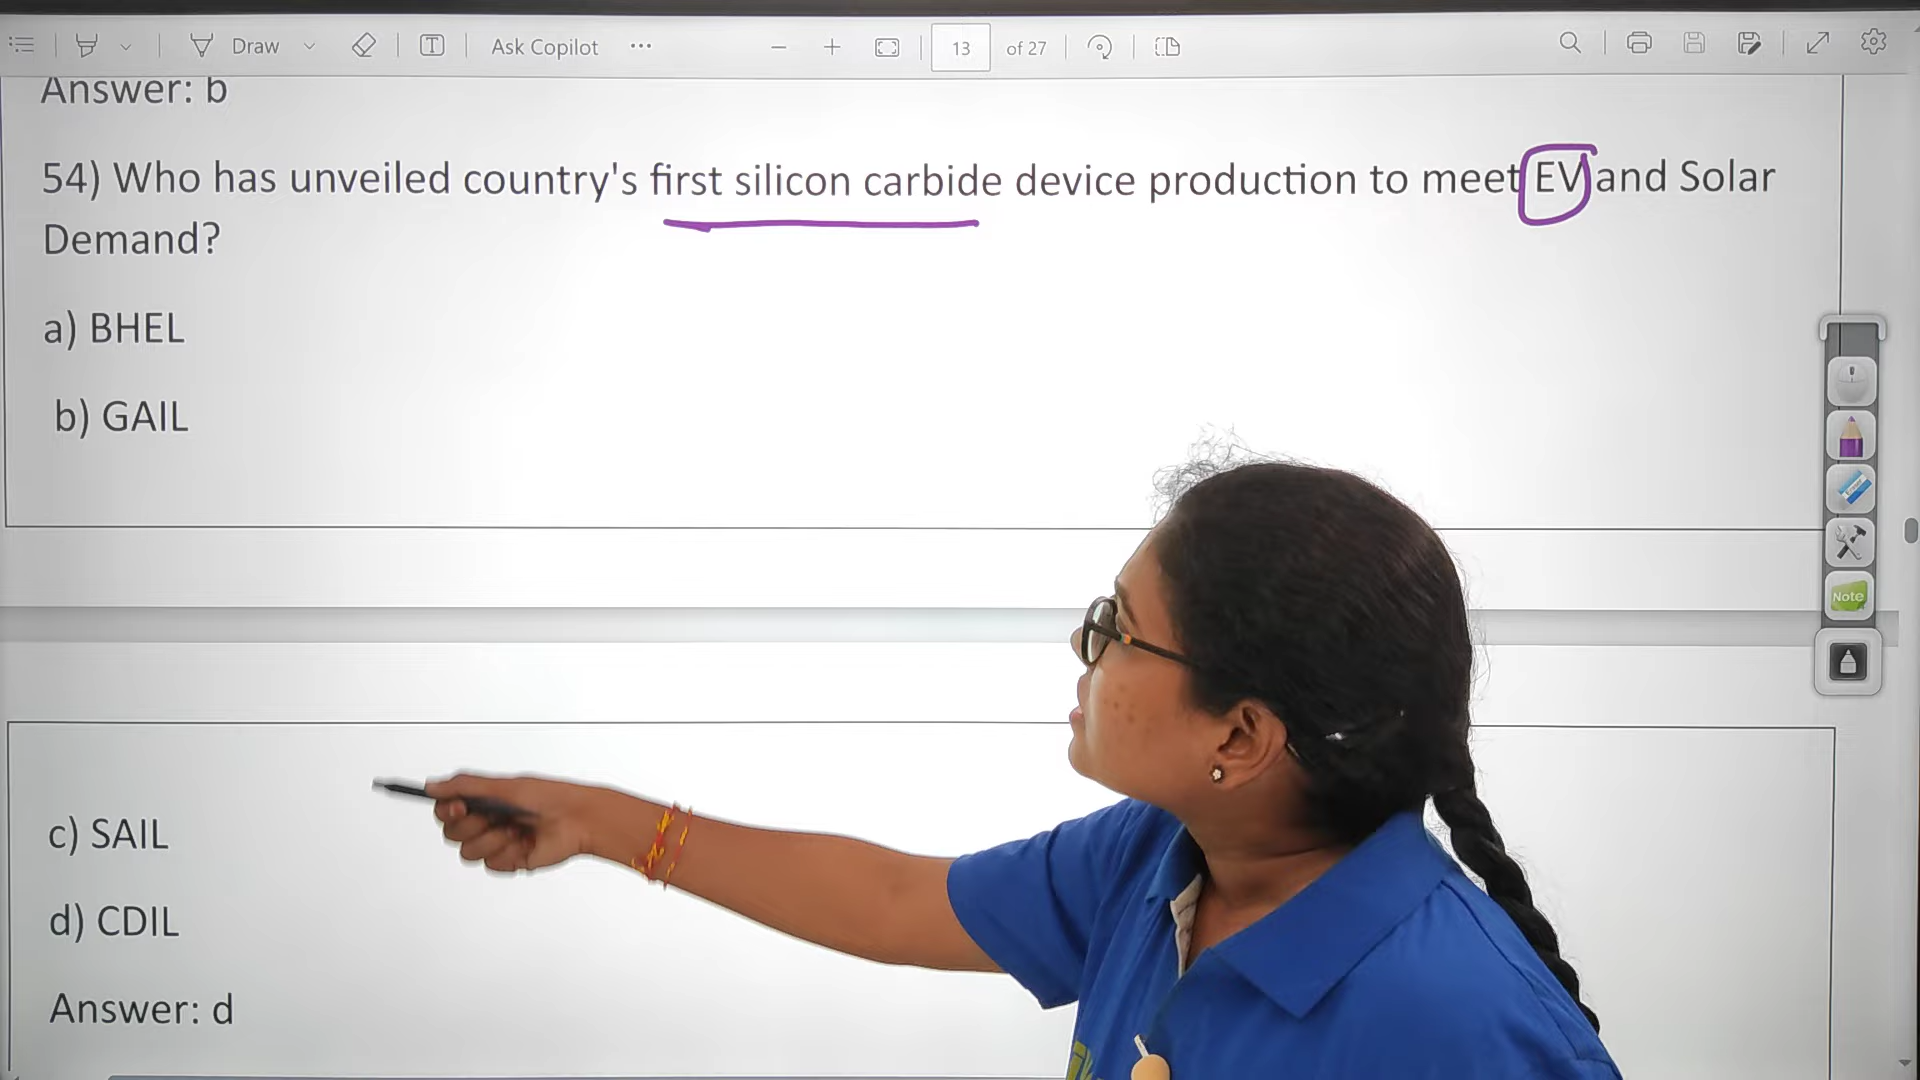 Draw
Ask Copilot
13 of 27
Answer: b
54) Who has unveiled country's first silicon carbide device production to meet EV and Solar
Demand?
a) BHEL
b) GAIL
Note
c) SAIL
d) CDIL
Answer: d